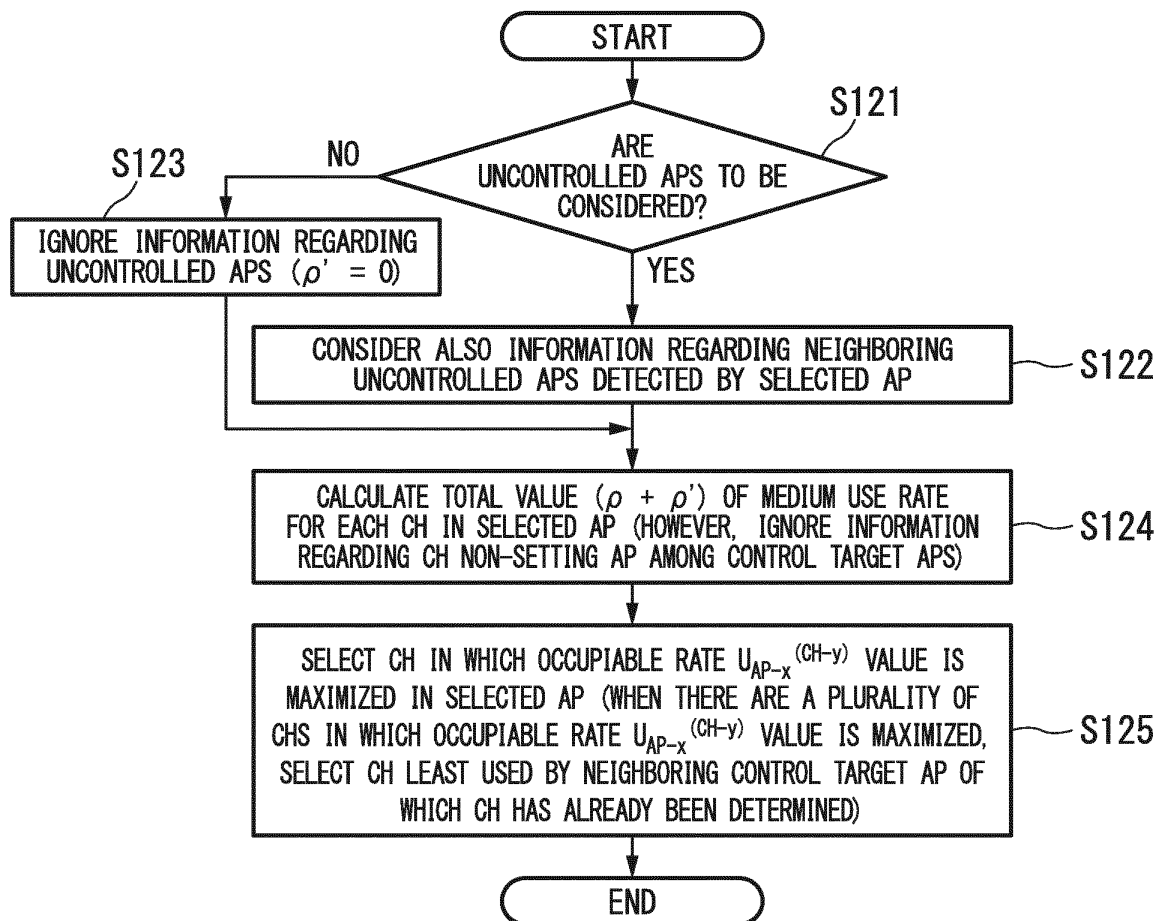 START
S121
ARE
UNCONTROLLED APS TO BE
CONSIDERED?
NO
S123
IGNORE INFORMATION REGARDING
UNCONTROLLED APS (ρ' = 0)
YES
CONSIDER ALSO INFORMATION REGARDING NEIGHBORING
UNCONTROLLED APS DETECTED BY SELECTED AP
S122
CALCULATE TOTAL VALUE (ρ + ρ') OF MEDIUM USE RATE
FOR EACH CH IN SELECTED AP (HOWEVER, IGNORE INFORMATION
REGARDING CH NON-SETTING AP AMONG CONTROL TARGET APS)
S124
SELECT CH IN WHICH OCCUPIABLE RATE U_AP-x^(CH-y) VALUE IS
MAXIMIZED IN SELECTED AP (WHEN THERE ARE A PLURALITY OF
CHS IN WHICH OCCUPIABLE RATE U_AP-x^(CH-y) VALUE IS MAXIMIZED,
SELECT CH LEAST USED BY NEIGHBORING CONTROL TARGET AP OF
WHICH CH HAS ALREADY BEEN DETERMINED)
S125
END